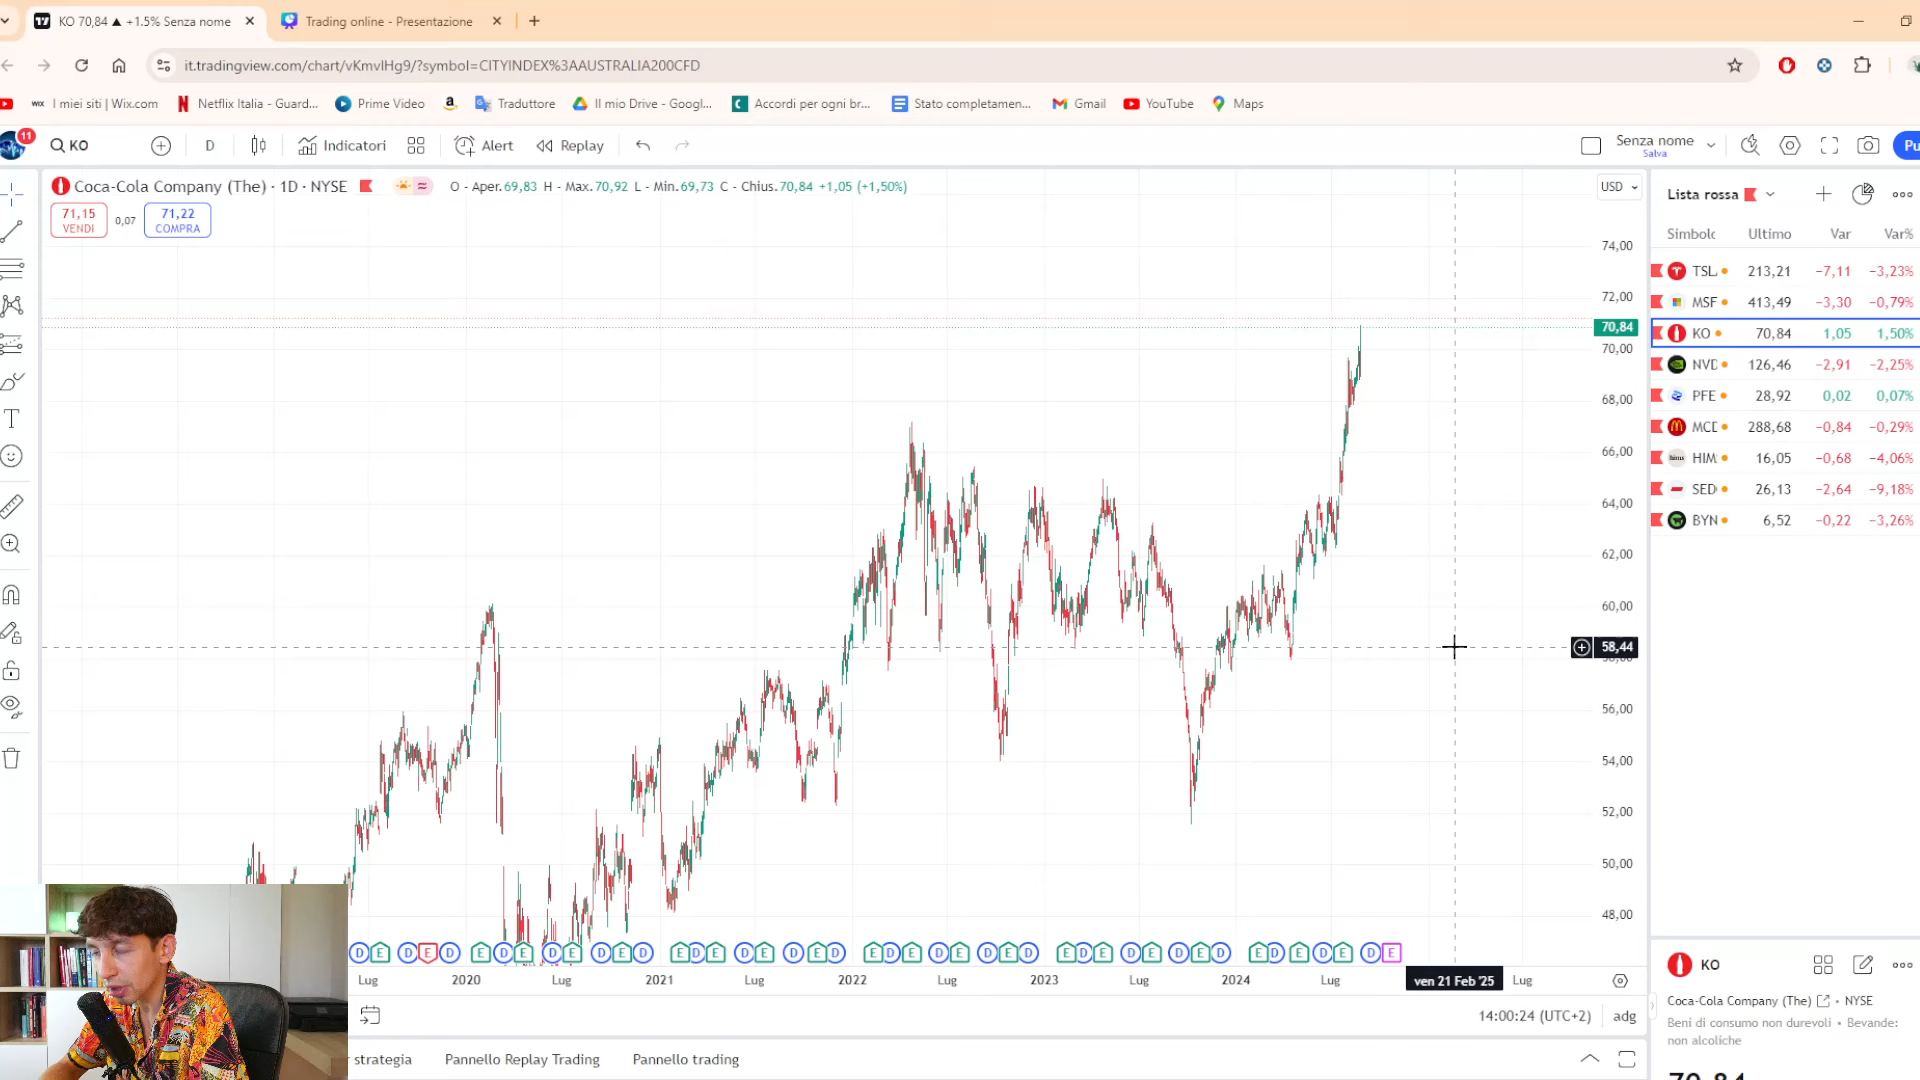 KO 70,84 ▲ +1.5% Senza nome
Trading online - Presentazione
it.tradingview.com/chart/vKmvIHg9/?symbol=CITYINDEX%3AAUSTRALIA200CFD
WIX I miei siti | Wix.com
Netflix Italia - Guard...
Prime Video
Traduttore
Il mio Drive - Googl...
Accordi per ogni br...
Stato completamen...
Gmail
YouTube
Maps
11
KO
D
Indicatori
Alert
Replay
Senza nome
Salva
Pu
Coca-Cola Company (The) · 1D · NYSE
O - Aper.69,83 H - Max.70,92 L - Min.69,73 C - Chius.70,84 +1,05 (+1,50%)
71,15
VENDI
0,07
71,22
COMPRA
USD
74,00
72,00
70,84
70,00
68,00
66,00
64,00
62,00
60,00
58,44
58,00
56,00
54,00
52,00
50,00
48,00
D E D E D E D E D E D E D E D E D E D E D E D E D E D E D E D E D E D E D E D E D E D E
Lug 2020 Lug 2021 Lug 2022 Lug 2023 Lug 2024 Lug ven 21 Feb '25 Lug
14:00:24 (UTC+2)
adg
strategia
Pannello Replay Trading
Pannello trading
Lista rossa
Simbolo Ultimo Var Var%
TSL 213,21 −7,11 −3,23%
MSF 413,49 −3,30 −0,79%
KO 70,84 1,05 1,50%
NVD 126,46 −2,91 −2,25%
PFE 28,92 0,02 0,07%
MCD 288,68 −0,84 −0,29%
HIM 16,05 −0,68 −4,06%
SED 26,13 −2,64 −9,18%
BYN 6,52 −0,22 −3,26%
KO
Coca-Cola Company (The) • NYSE
Beni di consumo non durevoli • Bevande:
non alcoliche
70,84